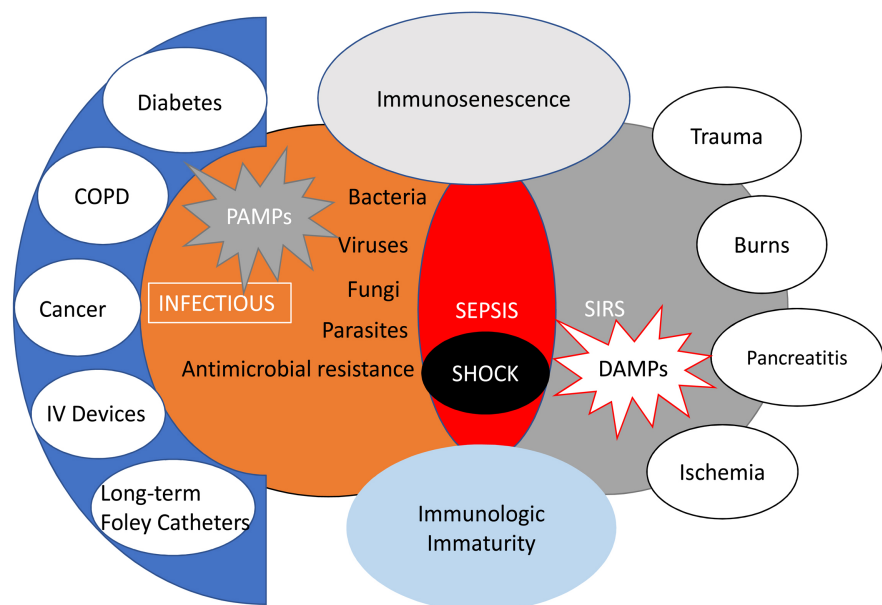 Diabetes
COPD
Cancer
IV Devices
Long-term
Foley Catheters
PAMPs
INFECTIOUS
Bacteria
Viruses
Fungi
Parasites
Antimicrobial resistance
Immunosenescence
SEPSIS
SHOCK
Immunologic
Immaturity
SIRS
DAMPs
Trauma
Burns
Pancreatitis
Ischemia